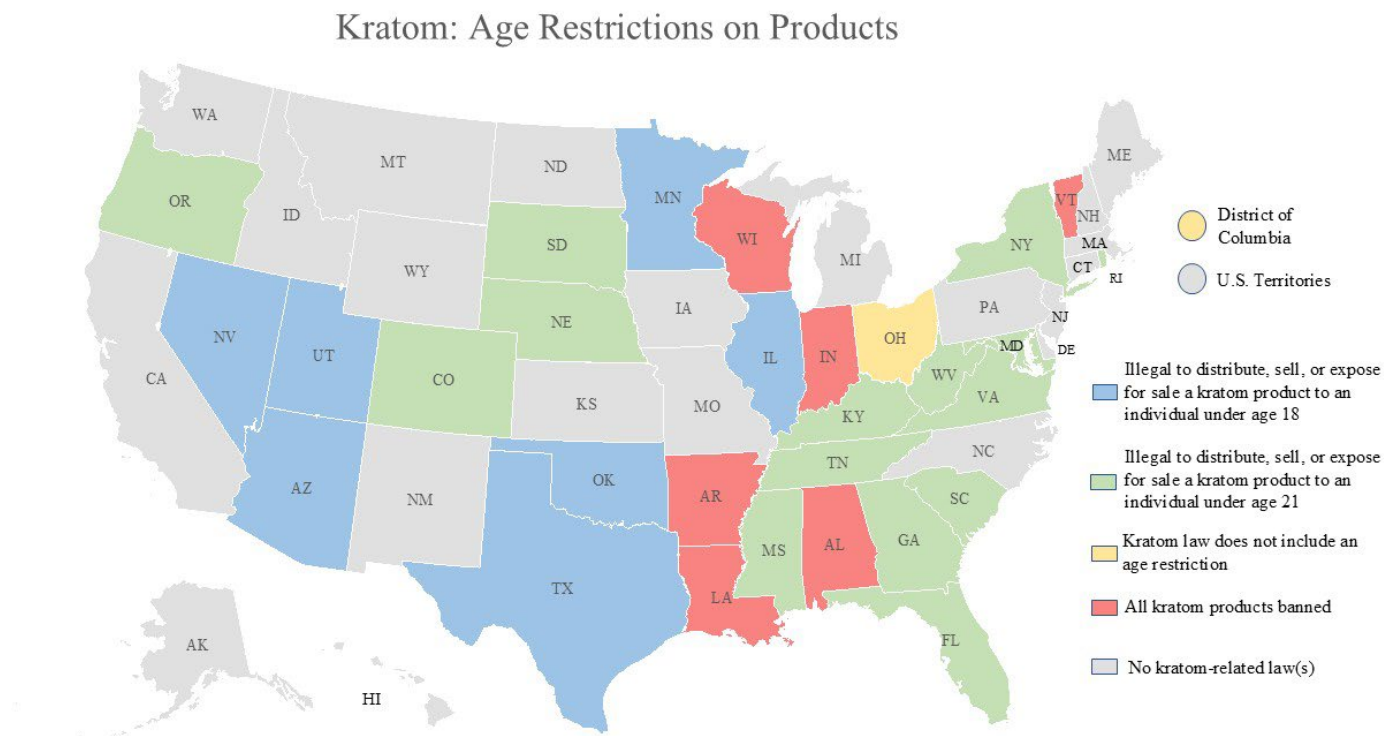 Kratom: Age Restrictions on Products
WA
MT
ND
MN
ME
OR
ID
SD
WI
VT
NH
NY
MA
WY
MI
CT
RI
IA
NE
PA
NJ
NV
UT
IL
IN
OH
MD
DE
CA
CO
WV
VA
KS
MO
KY
NC
TN
AZ
NM
OK
AR
SC
MS
AL
GA
TX
LA
FL
AK
HI
District of
Columbia
U.S. Territories
Illegal to distribute, sell, or expose
for sale a kratom product to an
individual under age 18
Illegal to distribute, sell, or expose
for sale a kratom product to an
individual under age 21
Kratom law does not include an
age restriction
All kratom products banned
No kratom-related law(s)